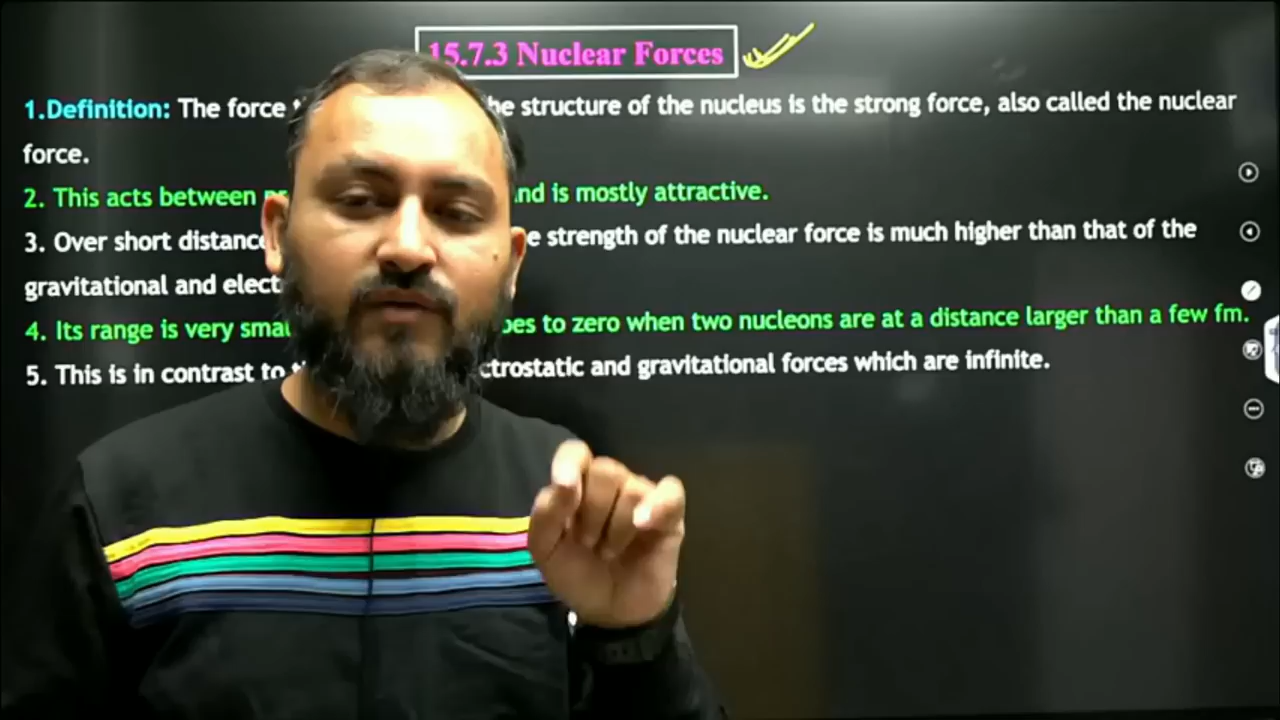 15.7.3 Nuclear Forces
1.Definition: The force he structure of the nucleus is the strong force, also called the nuclear
force.
2. This acts between and is mostly attractive.
3. Over short distance e strength of the nuclear force is much higher than that of the
gravitational and elect
4. Its range is very small oes to zero when two nucleons are at a distance larger than a few fm.
5. This is in contrast to ctrostatic and gravitational forces which are infinite.